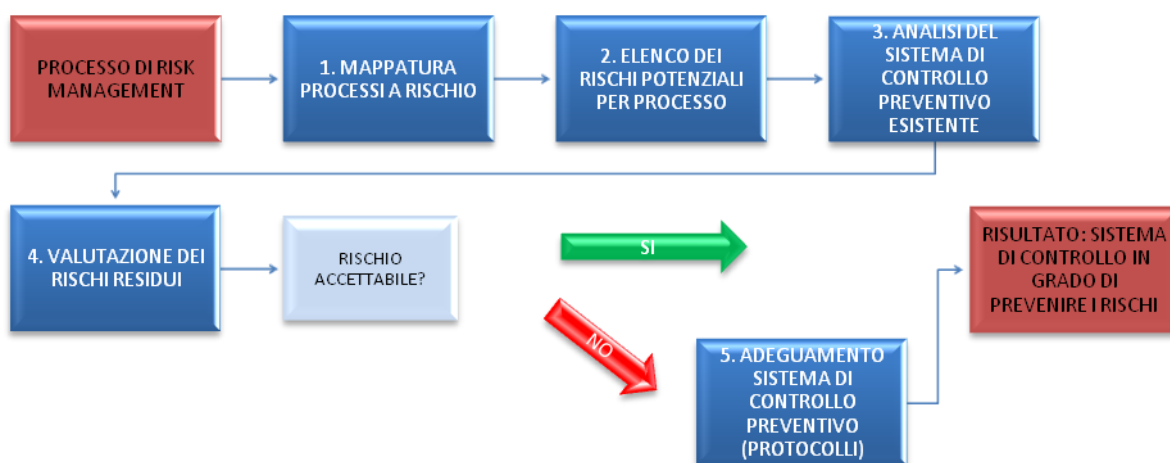 PROCESSO DI RISK
MANAGEMENT
1. MAPPATURA
PROCESSI A RISCHIO
2. ELENCO DEI
RISCHI POTENZIALI
PER PROCESSO
3. ANALISI DEL
SISTEMA DI
CONTROLLO
PREVENTIVO
ESISTENTE
4. VALUTAZIONE DEI
RISCHI RESIDUI
RISCHIO
ACCETTABILE?
SI
NO
5. ADEGUAMENTO
SISTEMA DI
CONTROLLO
PREVENTIVO
(PROTOCOLLI)
RISULTATO: SISTEMA
DI CONTROLLO IN
GRADO DI
PREVENIRE I RISCHI